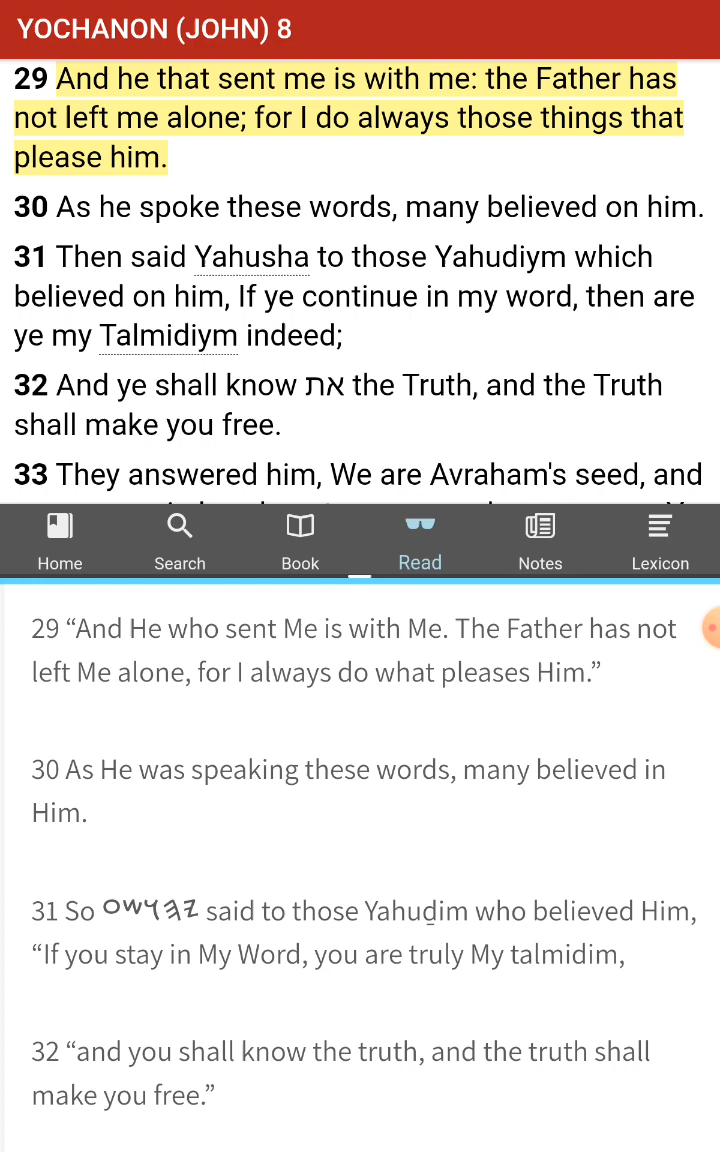 YOCHANON (JOHN) 8
29 And he that sent me is with me: the Father has
not left me alone; for I do always those things that
please him.
30 As he spoke these words, many believed on him.
31 Then said Yahusha to those Yahudiym which
believed on him, If ye continue in my word, then are
ye my Talmidiym indeed;
32 And ye shall know את the Truth, and the Truth
shall make you free.
33 They answered him, We are Avraham's seed, and
Home Search Book Read Notes Lexicon
29 “And He who sent Me is with Me. The Father has not
left Me alone, for I always do what pleases Him.”
30 As He was speaking these words, many believed in
Him.
31 So 𐤉𐤄𐤅𐤔𐤏 said to those Yahuḏim who believed Him,
“If you stay in My Word, you are truly My talmidim,
32 “and you shall know the truth, and the truth shall
make you free.”